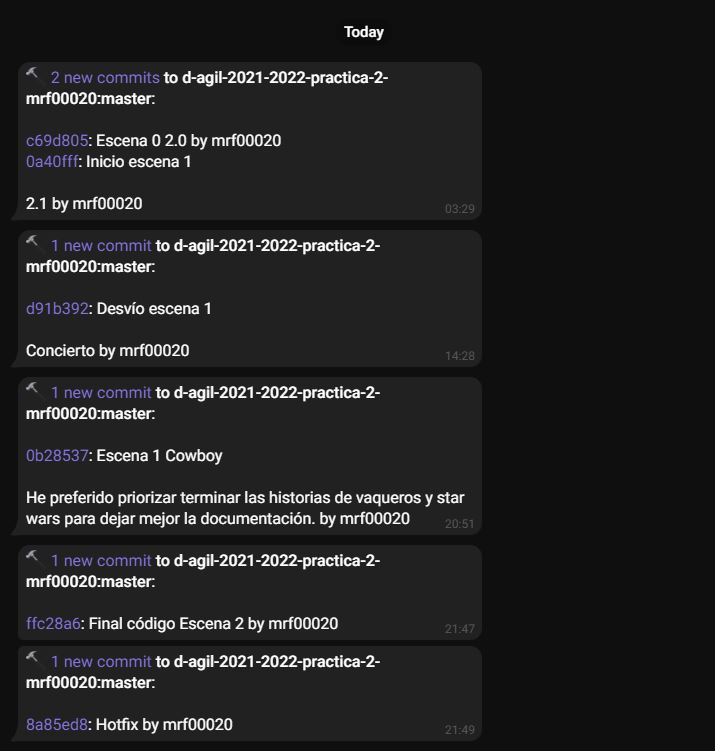 Today
2 new commits to d-agil-2021-2022-practica-2-
mrf00020:master:
c69d805: Escena 0 2.0 by mrf00020
0a40fff: Inicio escena 1
2.1 by mrf00020
03:29
1 new commit to d-agil-2021-2022-practica-2-
mrf00020:master:
d91b392: Desvío escena 1
Concierto by mrf00020
14:28
1 new commit to d-agil-2021-2022-practica-2-
mrf00020:master:
0b28537: Escena 1 Cowboy
He preferido priorizar terminar las historias de vaqueros y star
wars para dejar mejor la documentación. by mrf00020
20:51
1 new commit to d-agil-2021-2022-practica-2-
mrf00020:master:
ffc28a6: Final código Escena 2 by mrf00020
21:47
1 new commit to d-agil-2021-2022-practica-2-
mrf00020:master:
8a85ed8: Hotfix by mrf00020
21:49